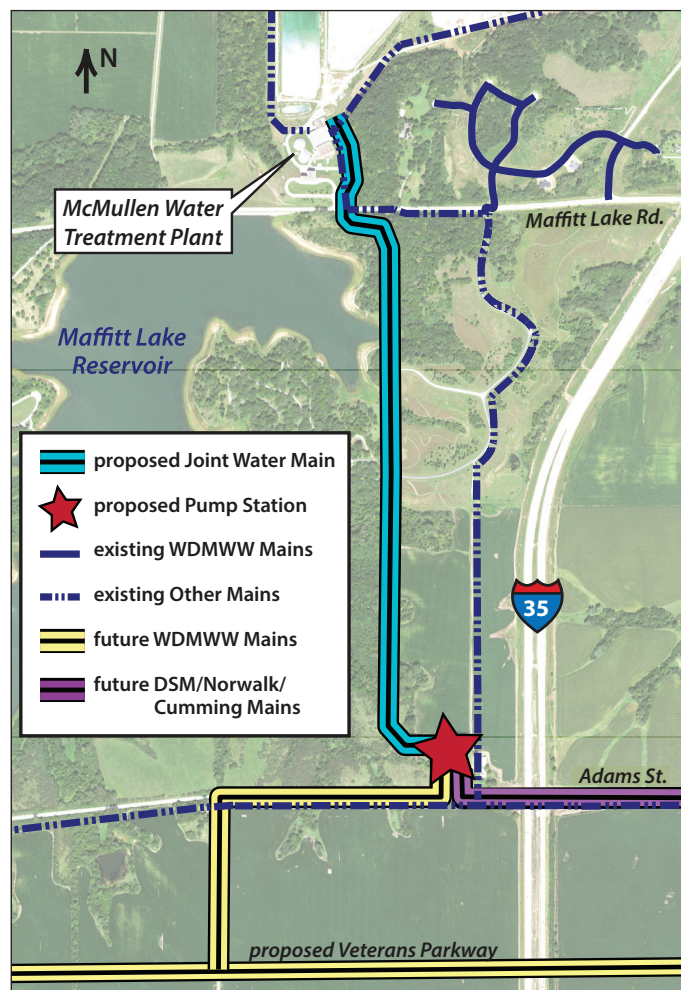 N
McMullen Water
Treatment Plant
Maffitt Lake Rd.
Maffitt Lake
Reservoir
proposed Joint Water Main
proposed Pump Station
existing WDMWW Mains
existing Other Mains
future WDMWW Mains
future DSM/Norwalk/
Cumming Mains
35
Adams St.
proposed Veterans Parkway